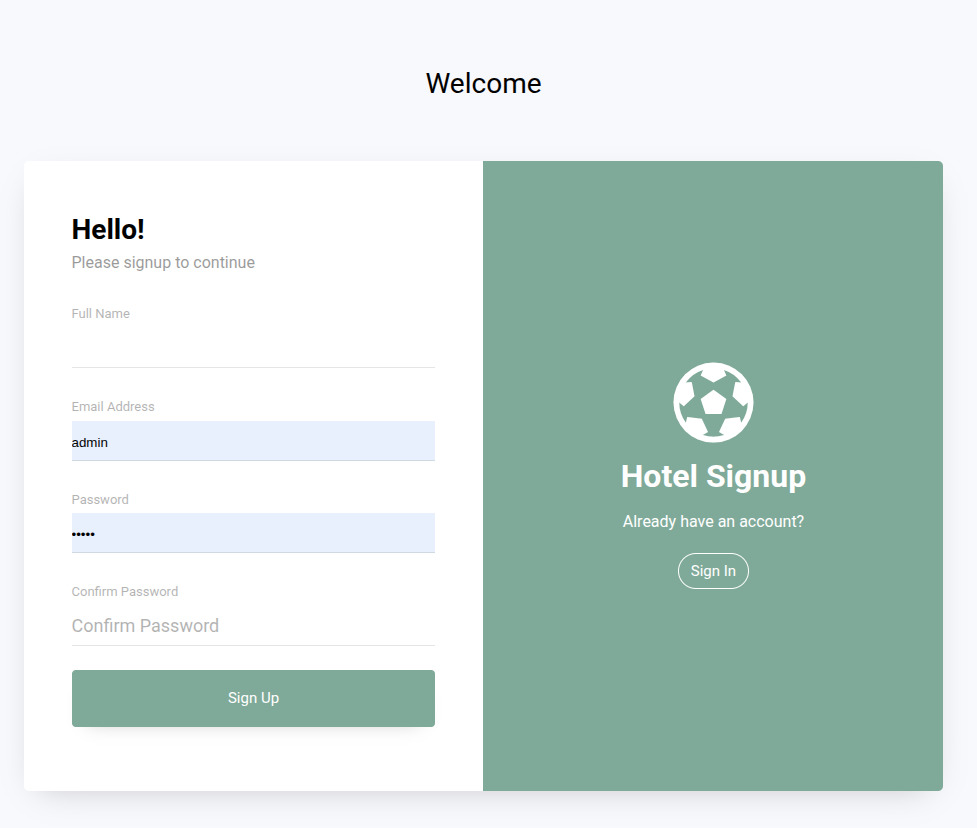 Welcome
Hello!
Please signup to continue
Full Name
Email Address
admin
Password
•••••
Confirm Password
Confirm Password
Sign Up
Hotel Signup
Already have an account?
Sign In